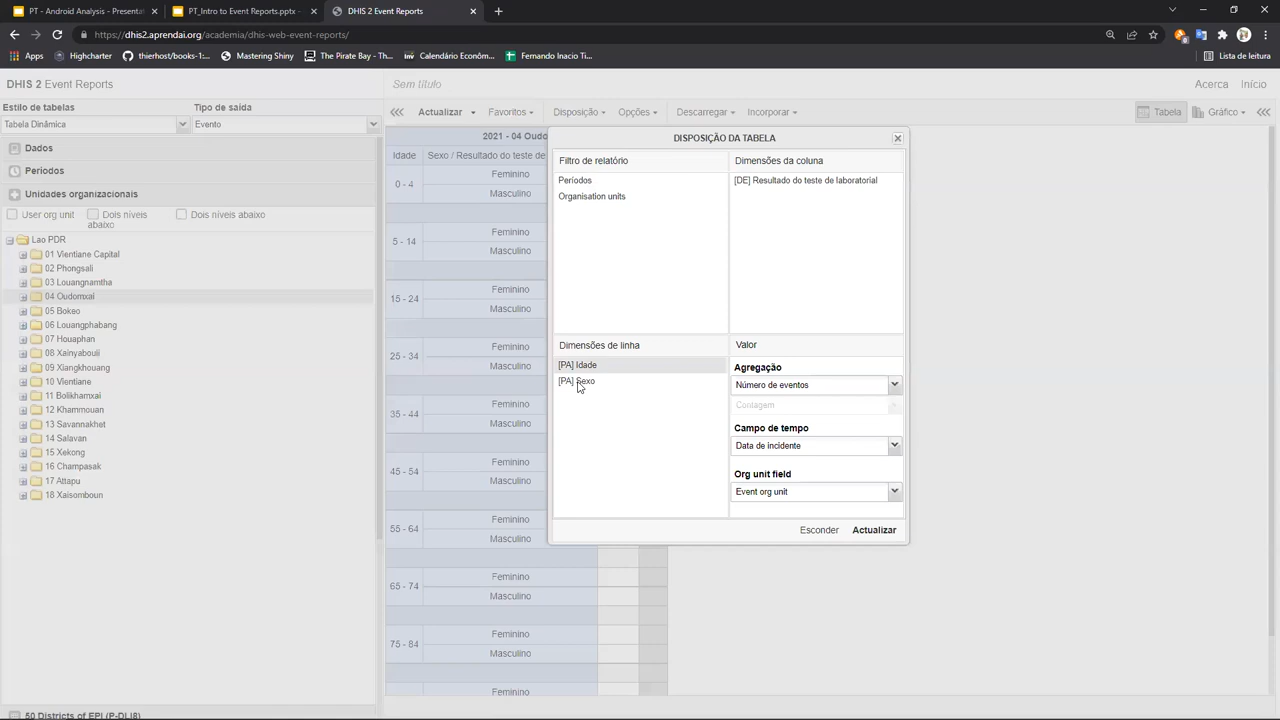 PT - Android Analysis - Presentat
PT_Intro to Event Reports.pptx -
DHIS 2 Event Reports
https://dhis2.aprendai.org/academia/dhis-web-event-reports/
Apps
Highcharter
thierhost/books-1:...
Mastering Shiny
The Pirate Bay - Th...
Calendário Econôm...
Fernando Inacio Ti...
Lista de leitura
DHIS 2 Event Reports
Sem título
Acerca
Início
Estilo de tabelas
Tipo de saída
Tabela Dinâmica
Evento
Actualizar
Favoritos
Disposição
Opções
Descarregar
Incorporar
Tabela
Gráfico
Dados
Períodos
Unidades organizacionais
User org unit
Dois níveis abaixo
Dois níveis abaixo
Lao PDR
01 Vientiane Capital
02 Phongsali
03 Louangnamtha
04 Oudomxai
05 Bokeo
06 Louangphabang
07 Houaphan
08 Xainyabouli
09 Xiangkhouang
10 Vientiane
11 Bolikhamxai
12 Khammouan
13 Savannakhet
14 Salavan
15 Xekong
16 Champasak
17 Attapu
18 Xaisomboun
50 Districts of EPI (P-DLI8)
2021 - 04 Oudo
Idade
Sexo / Resultado do teste de
0 - 4
Feminino
Masculino
5 - 14
Feminino
Masculino
15 - 24
Feminino
Masculino
25 - 34
Feminino
Masculino
35 - 44
Feminino
Masculino
45 - 54
Feminino
Masculino
55 - 64
Feminino
Masculino
65 - 74
Feminino
Masculino
75 - 84
Feminino
Masculino
Feminino
DISPOSIÇÃO DA TABELA
Filtro de relatório
Períodos
Organisation units
Dimensões da coluna
[DE] Resultado do teste de laboratorial
Dimensões de linha
[PA] Idade
[PA] Sexo
Valor
Agregação
Número de eventos
Contagem
Campo de tempo
Data de incidente
Org unit field
Event org unit
Esconder
Actualizar